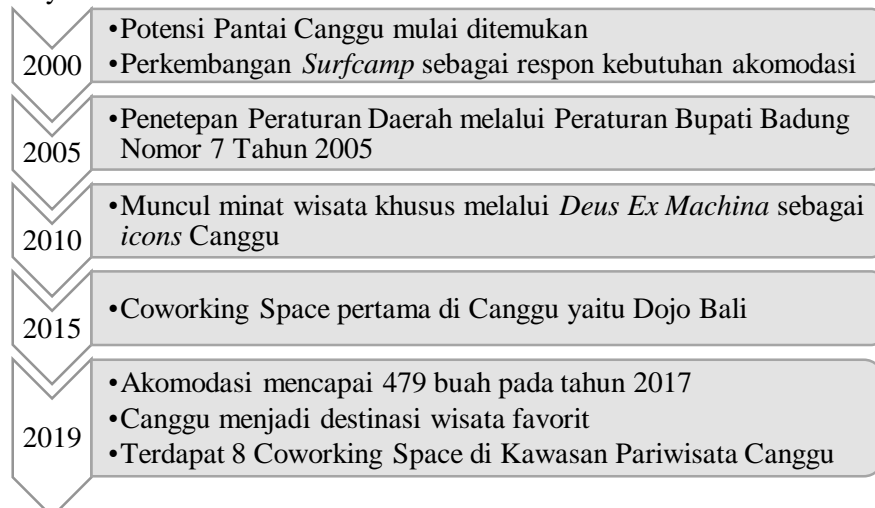 2000
•Potensi Pantai Canggu mulai ditemukan
•Perkembangan Surfcamp sebagai respon kebutuhan akomodasi
2005
•Penetepan Peraturan Daerah melalui Peraturan Bupati Badung
Nomor 7 Tahun 2005
2010
•Muncul minat wisata khusus melalui Deus Ex Machina sebagai
icons Canggu
2015
•Coworking Space pertama di Canggu yaitu Dojo Bali
2019
•Akomodasi mencapai 479 buah pada tahun 2017
•Canggu menjadi destinasi wisata favorit
•Terdapat 8 Coworking Space di Kawasan Pariwisata Canggu